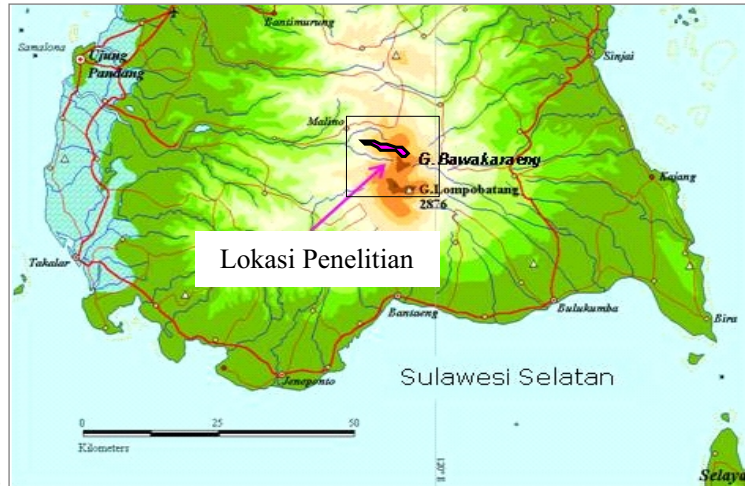 Bantimurung
Samalona
Ujung
Pandang
Sinjai
Malino
G. Bawakaraeng
G.Lompobatang
2876
Kajang
Lokasi Penelitian
Takalar
Bantaeng
Bulukumba
Bira
Jeneponto
Sulawesi Selatan
0 25 50
Kilometers
120° E
Selaya